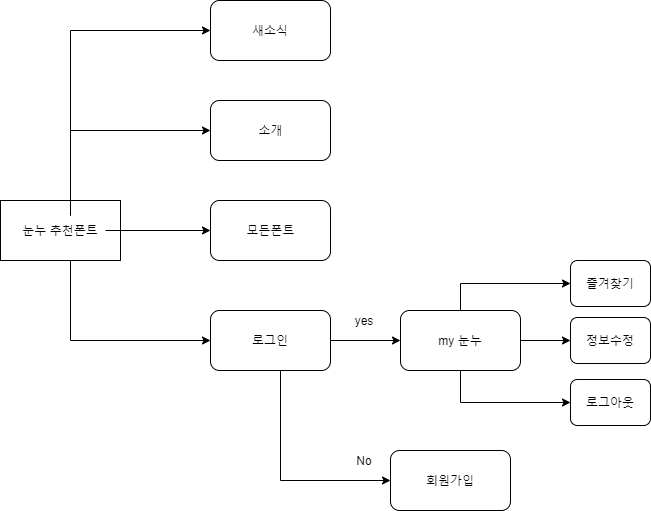 새소식
소개
눈누 추천폰트
모든폰트
로그인
yes
my 눈누
즐겨찾기
정보수정
로그아웃
No
회원가입